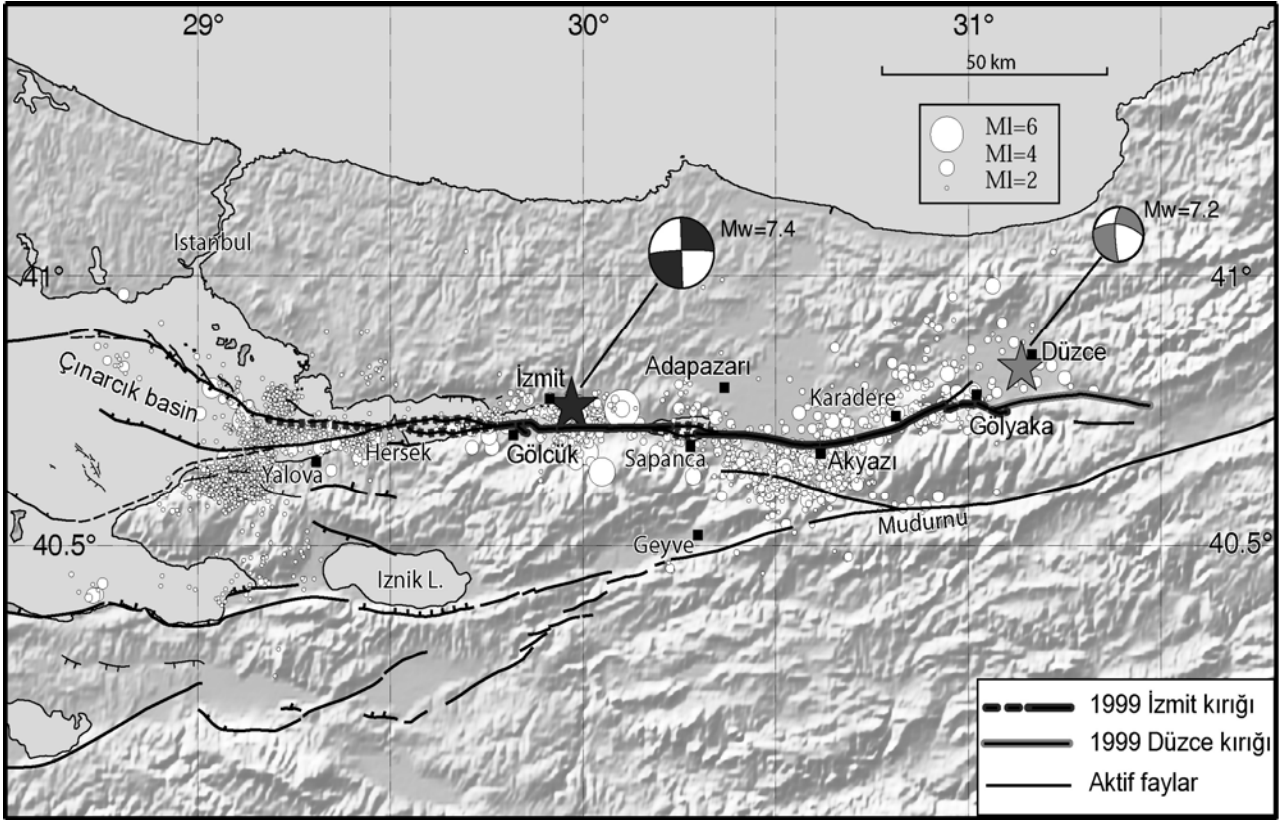 29°
30°
31°
50 km
Ml=6
Ml=4
Ml=2
Mw=7.4
Mw=7.2
Istanbul
41°
41°
Çınarcık basin
İzmit
Adapazarı
Düzce
Karadere
Hersek
Gölcük
Sapanca
Akyazı
Gölyaka
Yalova
Mudurnu
Geyve
40.5°
40.5°
Iznik L.
1999 İzmit kırığı
1999 Düzce kırığı
Aktif faylar